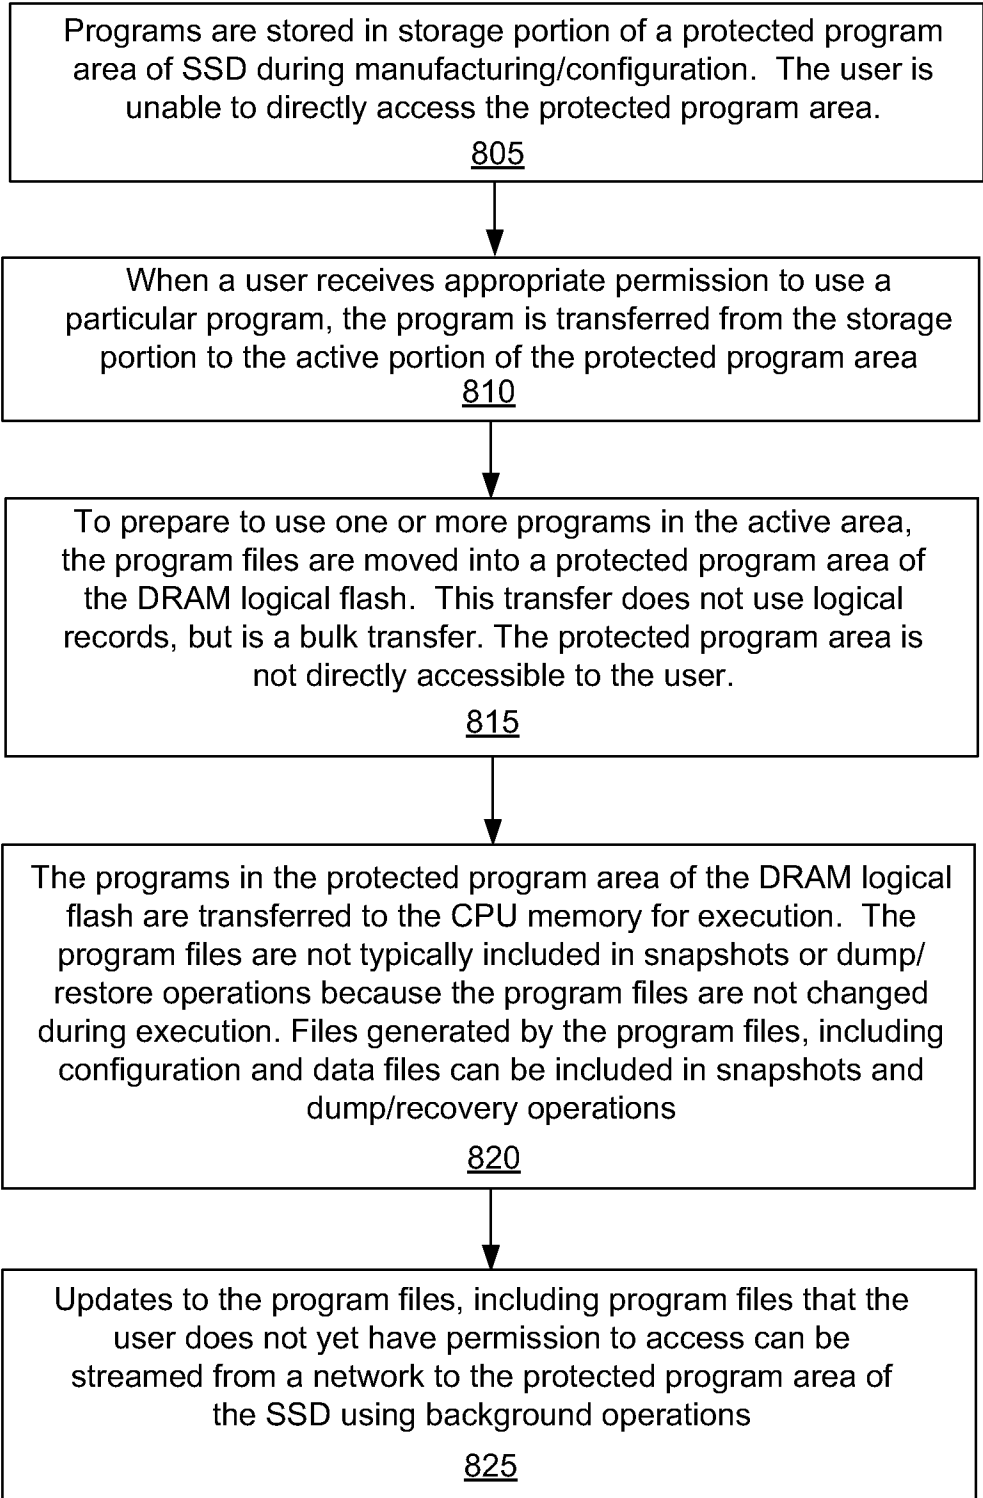 Programs are stored in storage portion of a protected program
area of SSD during manufacturing/configuration.  The user is
unable to directly access the protected program area.
805
When a user receives appropriate permission to use a
particular program, the program is transferred from the storage
portion to the active portion of the protected program area
810
To prepare to use one or more programs in the active area,
the program files are moved into a protected program area of
the DRAM logical flash.  This transfer does not use logical
records, but is a bulk transfer. The protected program area is
not directly accessible to the user.
815
The programs in the protected program area of the DRAM logical
flash are transferred to the CPU memory for execution.  The
program files are not typically included in snapshots or dump/
restore operations because the program files are not changed
during execution. Files generated by the program files, including
configuration and data files can be included in snapshots and
dump/recovery operations
820
Updates to the program files, including program files that the
user does not yet have permission to access can be
streamed from a network to the protected program area of
the SSD using background operations
825